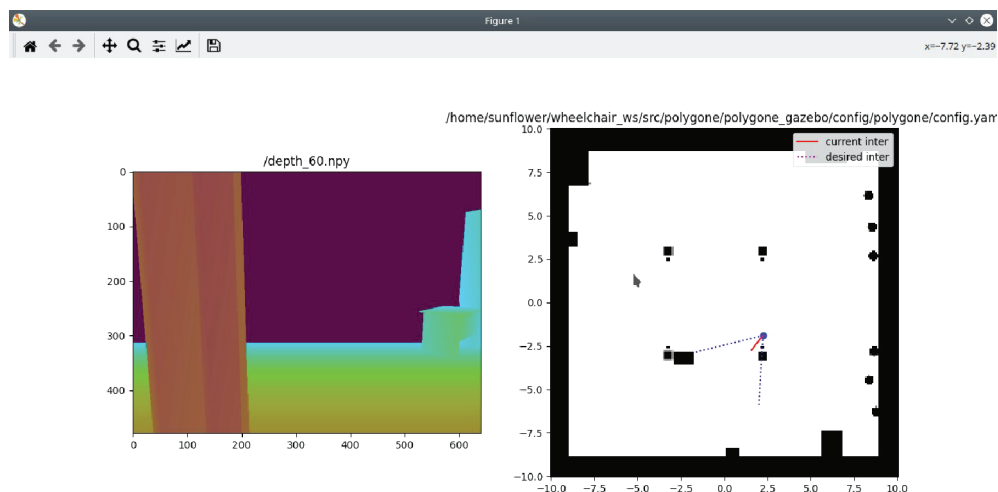 Figure 1
x=−7.72 y=−2.39
/home/sunflower/wheelchair_ws/src/polygone/polygone_gazebo/config/polygone/config.yam
/depth_60.npy
0
100
200
300
400
0 100 200 300 400 500 600
current inter
desired inter
10.0
7.5
5.0
2.5
0.0
−2.5
−5.0
−7.5
−10.0
−10.0 −7.5 −5.0 −2.5 0.0 2.5 5.0 7.5 10.0